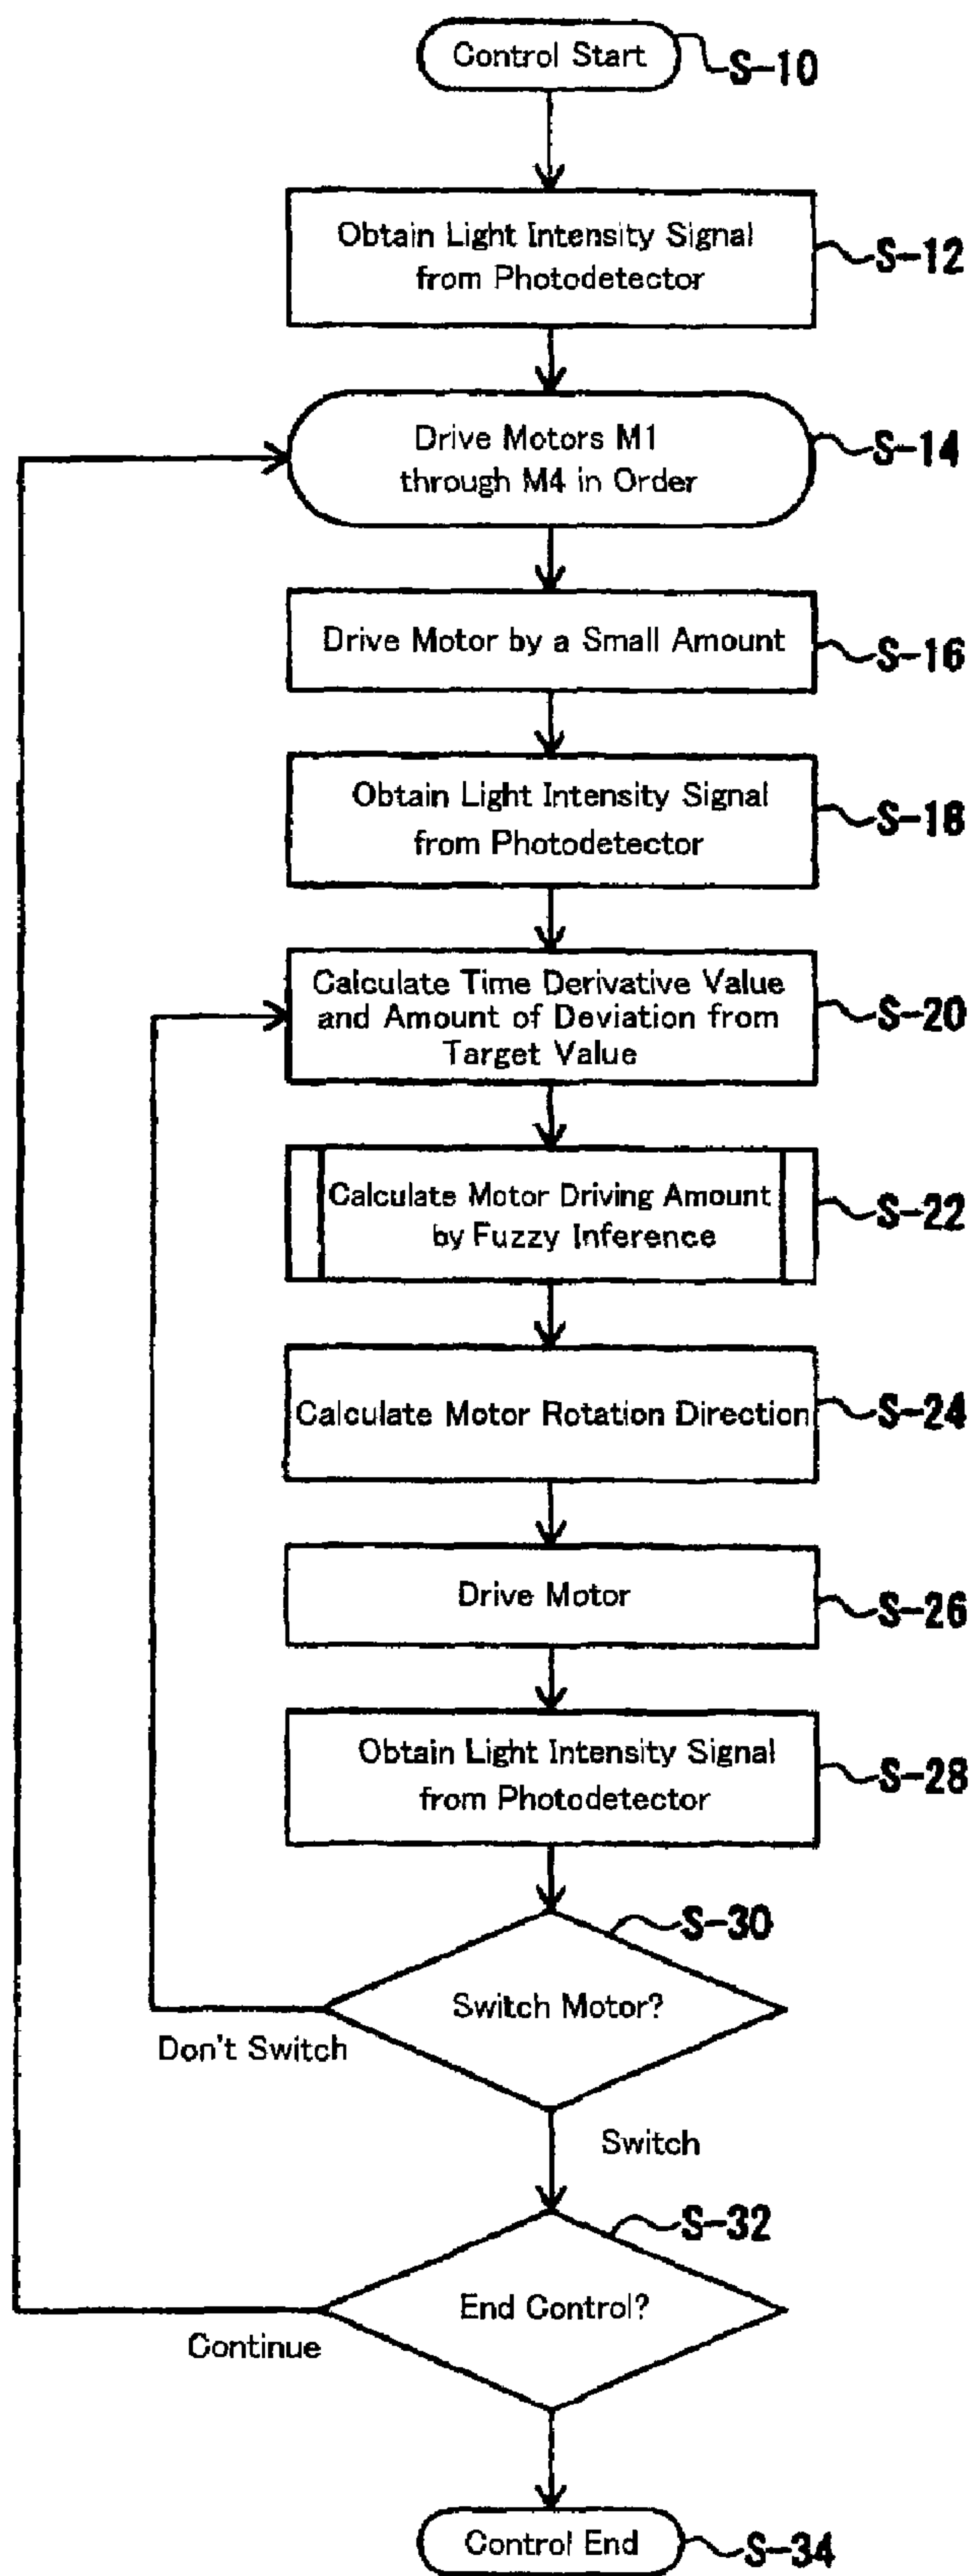 Control Start
S-10
Obtain Light Intensity Signal
from Photodetector
S-12
Drive Motors M1
through M4 in Order
S-14
Drive Motor by a Small Amount
S-16
Obtain Light Intensity Signal
from Photodetector
S-18
Calculate Time Derivative Value
and Amount of Deviation from
Target Value
S-20
Calculate Motor Driving Amount
by Fuzzy Inference
S-22
Calculate Motor Rotation Direction
S-24
Drive Motor
S-26
Obtain Light Intensity Signal
from Photodetector
S-28
S-30
Switch Motor?
Don't Switch
Switch
S-32
End Control?
Continue
Control End
S-34